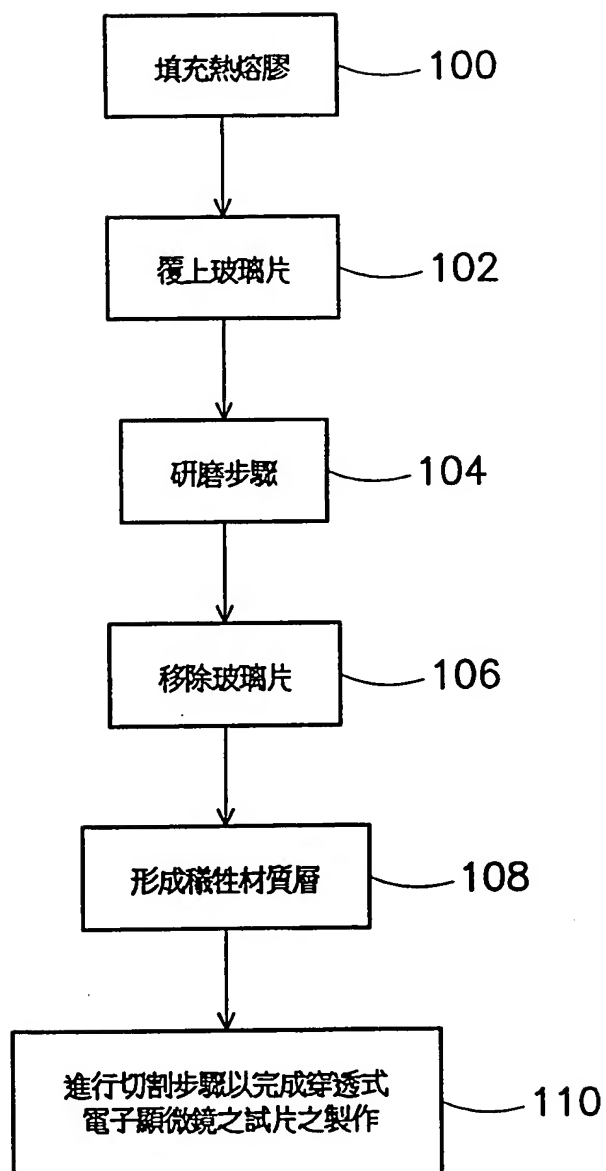 填充熱熔膠
100
覆上玻璃片
102
研磨步驟
104
移除玻璃片
106
形成犧牲材質層
108
進行切割步驟以完成穿透式
電子顯微鏡之試片之製作
110